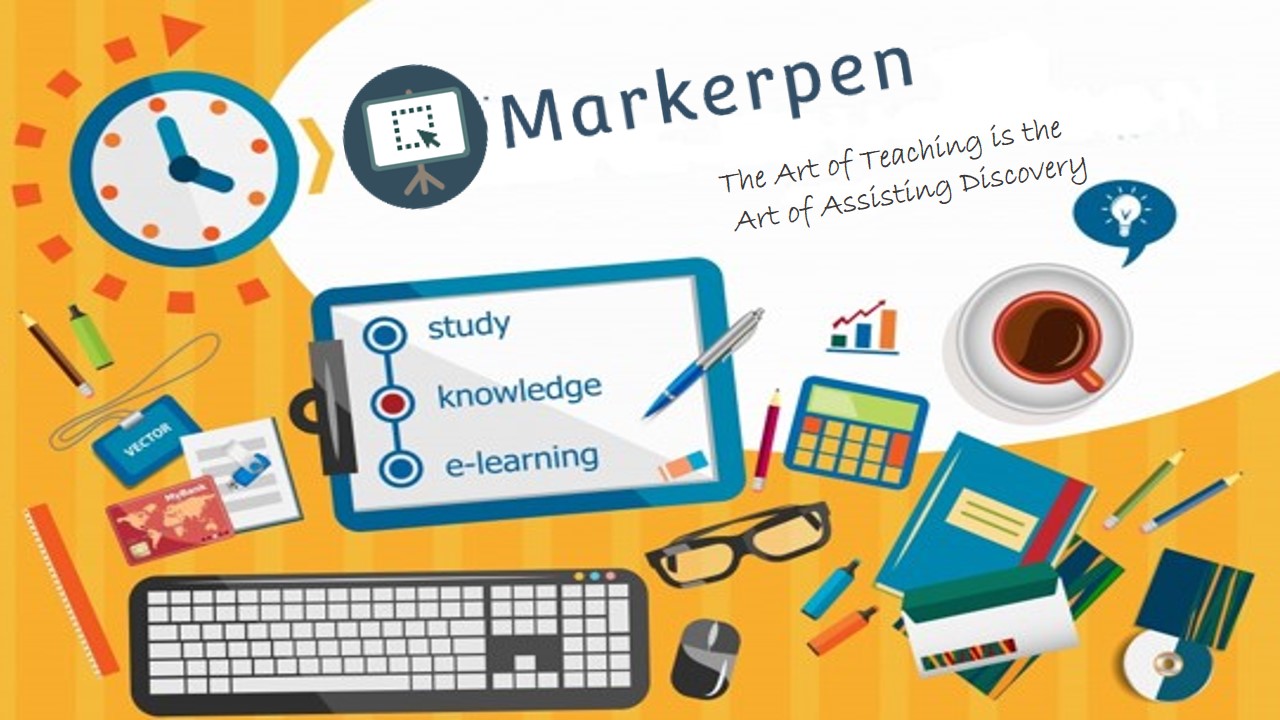 Markerpen
The Art of Teaching is the
Art of Assisting Discovery
study
knowledge
e-learning
VECTOR
MyBank